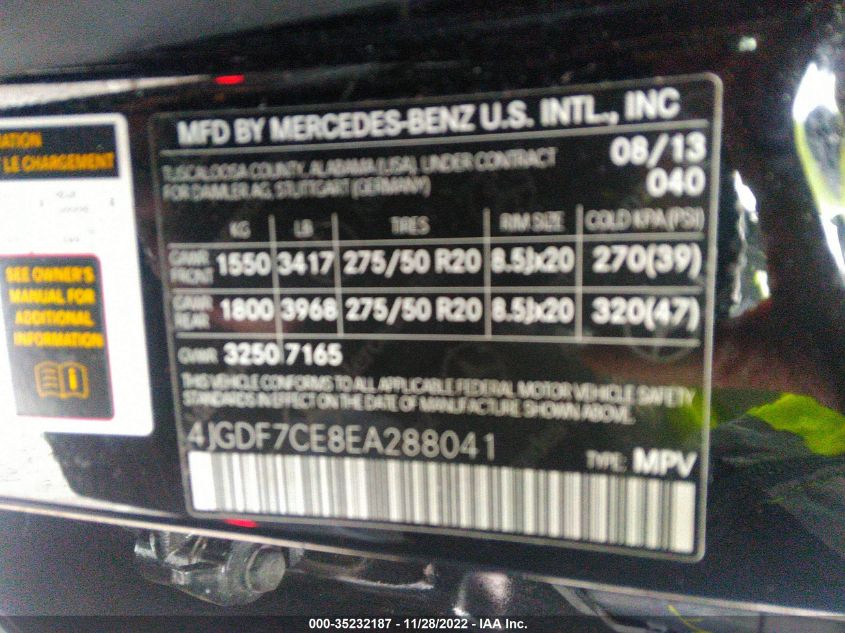 MFD BY MERCEDES-BENZ U.S. INTL., INC
TUSCALOOSA COUNTY, ALABAMA (USA), UNDER CONTRACT 08/13
FOR DAIMLER AG, STUTTGART (GERMANY) 040
KG LB TIRES RIM SIZE COLD KPA(PSI)
GAWR FRONT 1550 3417 275/50 R20 8.5Jx20 270(39)
GAWR REAR 1800 3968 275/50 R20 8.5Jx20 320(47)
GVWR 3250 7165
THIS VEHICLE CONFORMS TO ALL APPLICABLE FEDERAL MOTOR VEHICLE SAFETY
STANDARDS IN EFFECT ON THE DATE OF MANUFACTURE SHOWN ABOVE.
4JGDF7CE8EA288041
TYPE: MPV
LE CHARGEMENT
SEE OWNER'S
MANUAL FOR
ADDITIONAL
INFORMATION
000-35232187 - 11/28/2022 - IAA Inc.